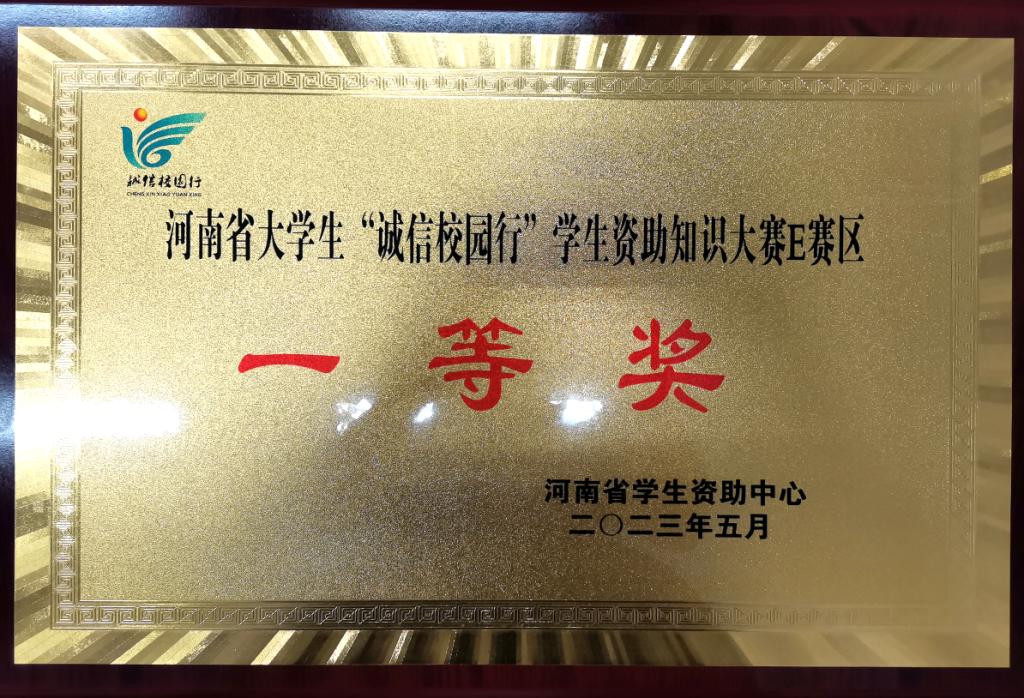 诚信校园行
CHENG XIN XIAO YUAN XING
河南省大学生“诚信校园行”学生资助知识大赛E赛区
一等奖
河南省学生资助中心
二〇二三年五月